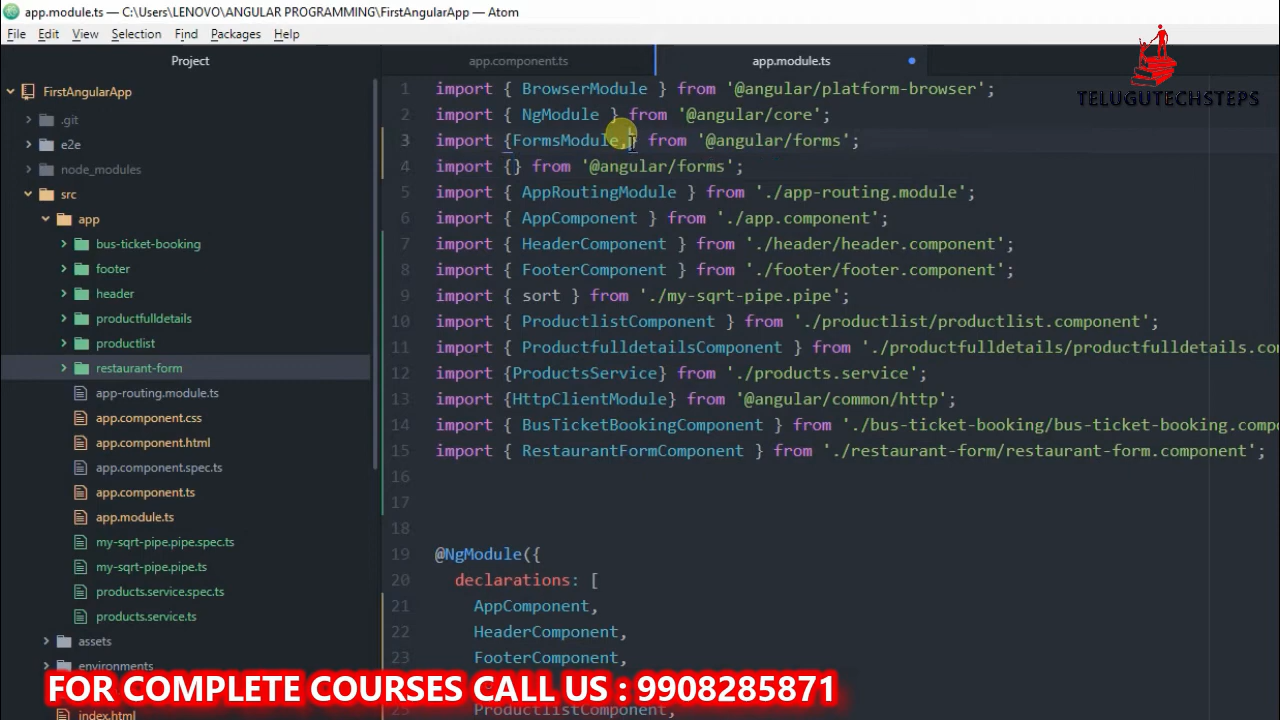 app.module.ts — C:\Users\LENOVO\ANGULAR PROGRAMMING\FirstAngularApp — Atom
File Edit View Selection Find Packages Help
Project
app.component.ts
app.module.ts
TELUGUTECHSTEPS
FirstAngularApp
.git
e2e
node_modules
src
app
bus-ticket-booking
footer
header
productfulldetails
productlist
restaurant-form
app-routing.module.ts
app.component.css
app.component.html
app.component.spec.ts
app.component.ts
app.module.ts
my-sqrt-pipe.pipe.spec.ts
my-sqrt-pipe.pipe.ts
products.service.spec.ts
products.service.ts
assets
environments
index.html
1 import { BrowserModule } from '@angular/platform-browser';
2 import { NgModule } from '@angular/core';
3 import {FormsModule,} from '@angular/forms';
4 import {} from '@angular/forms';
5 import { AppRoutingModule } from './app-routing.module';
6 import { AppComponent } from './app.component';
7 import { HeaderComponent } from './header/header.component';
8 import { FooterComponent } from './footer/footer.component';
9 import { sort } from './my-sqrt-pipe.pipe';
10 import { ProductlistComponent } from './productlist/productlist.component';
11 import { ProductfulldetailsComponent } from './productfulldetails/productfulldetails.co
12 import {ProductsService} from './products.service';
13 import {HttpClientModule} from '@angular/common/http';
14 import { BusTicketBookingComponent } from './bus-ticket-booking/bus-ticket-booking.comp
15 import { RestaurantFormComponent } from './restaurant-form/restaurant-form.component';
16
17
18
19 @NgModule({
20 declarations: [
21 AppComponent,
22 HeaderComponent,
23 FooterComponent,
ProductlistComponent,
FOR COMPLETE COURSES CALL US : 9908285871